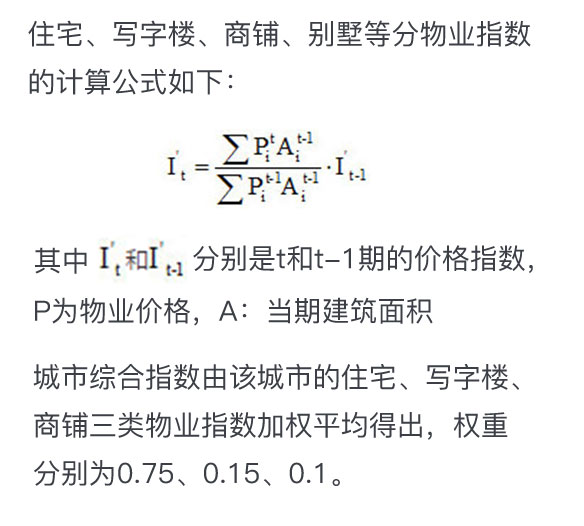 住宅、写字楼、商铺、别墅等分物业指数
的计算公式如下：
I'_t = ∑P_i^t A_i^{t-1} / ∑P_i^{t-1} A_i^{t-1} · I'_{t-1}
其中 I'_t和I'_{t-1} 分别是t和t-1期的价格指数，
P为物业价格，A：当期建筑面积
城市综合指数由该城市的住宅、写字楼、
商铺三类物业指数加权平均得出，权重
分别为0.75、0.15、0.1。